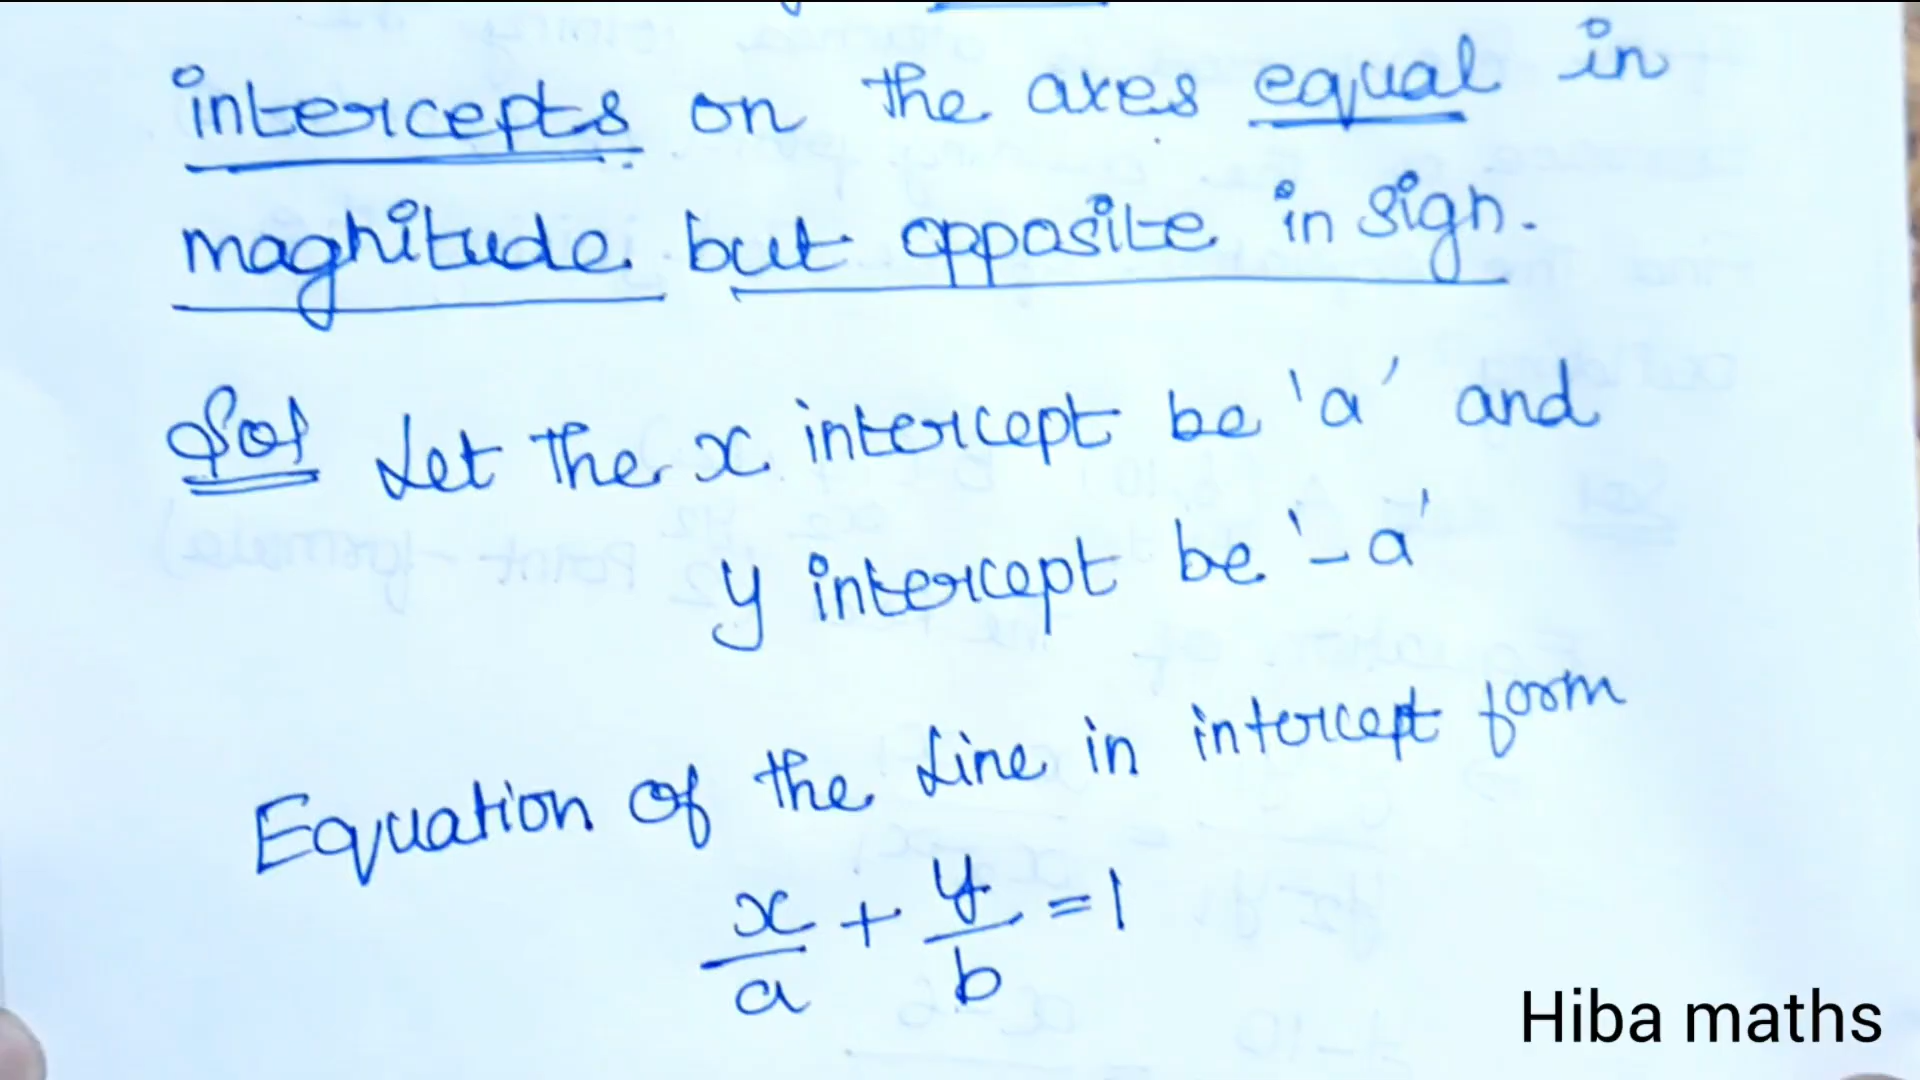 intercepts on the axes equal in
magnitude but opposite in sign.
Sol Let the x intercept be 'a' and
y intercept be '-a'
Equation of the Line in intercept form
x/a + y/b = 1
Hiba maths